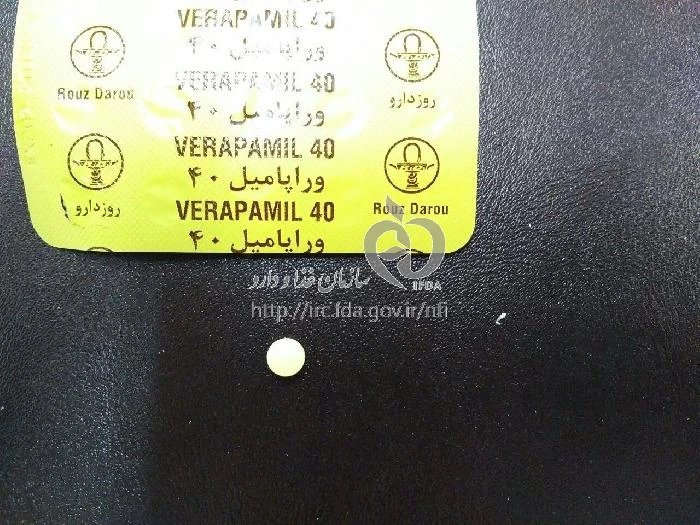 VERAPAMIL 40
وراپامیل ۴۰
Rouz Darou
VERAPAMIL 40
روزدارو
وراپامیل ۴۰
VERAPAMIL 40
وراپامیل ۴۰
روزدارو
VERAPAMIL 40
Rouz Darou
وراپامیل ۴۰
سازمان غذا و دارو
IFDA
http://irc.fda.gov.ir/nfi